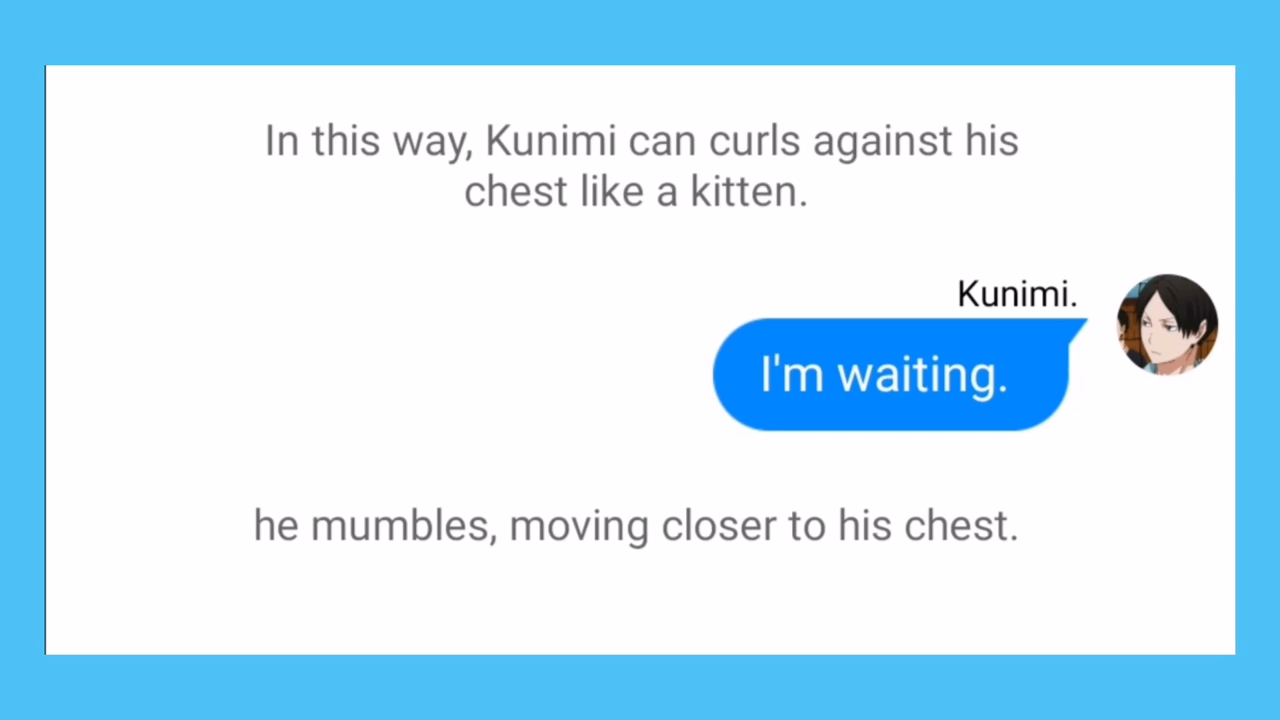 In this way, Kunimi can curls against his
chest like a kitten.
Kunimi.
I'm waiting.
he mumbles, moving closer to his chest.